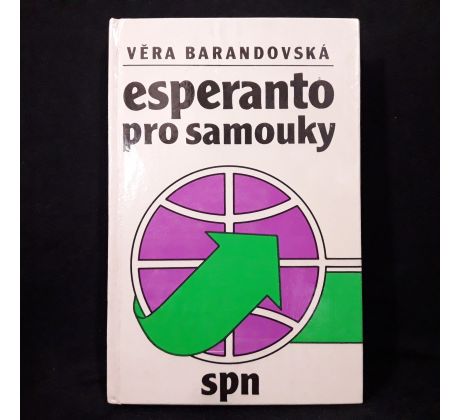 VĚRA BARANDOVSKÁ
esperanto
pro samouky
spn